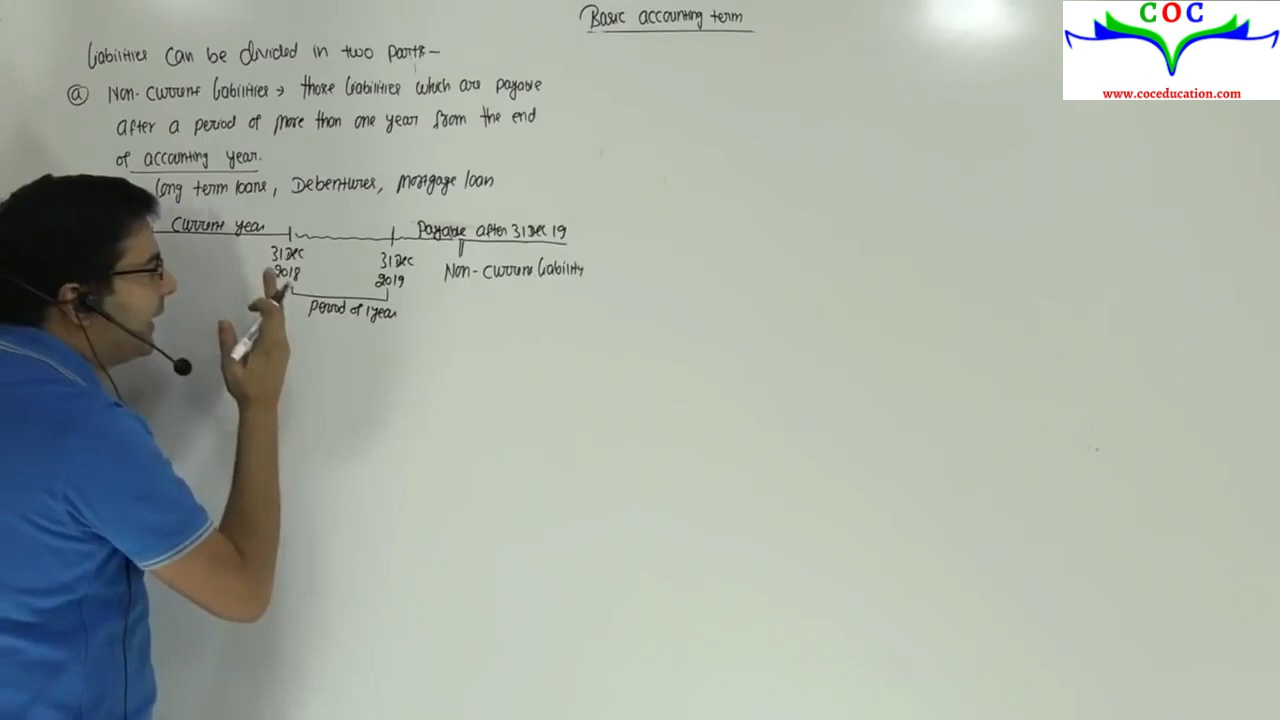 Basic accounting term
COC
www.coceducation.com
Liabilities can be divided in two parts -
(a) Non-current liabilities → those liabilities which are payable
after a period of more than one year from the end
of accounting year.
long term loans, Debentures, Mortgage loan
Current year
Payable after 31 Dec 19
31 Dec
2018
31 Dec
2019
Non-current liability
Period of 1 year